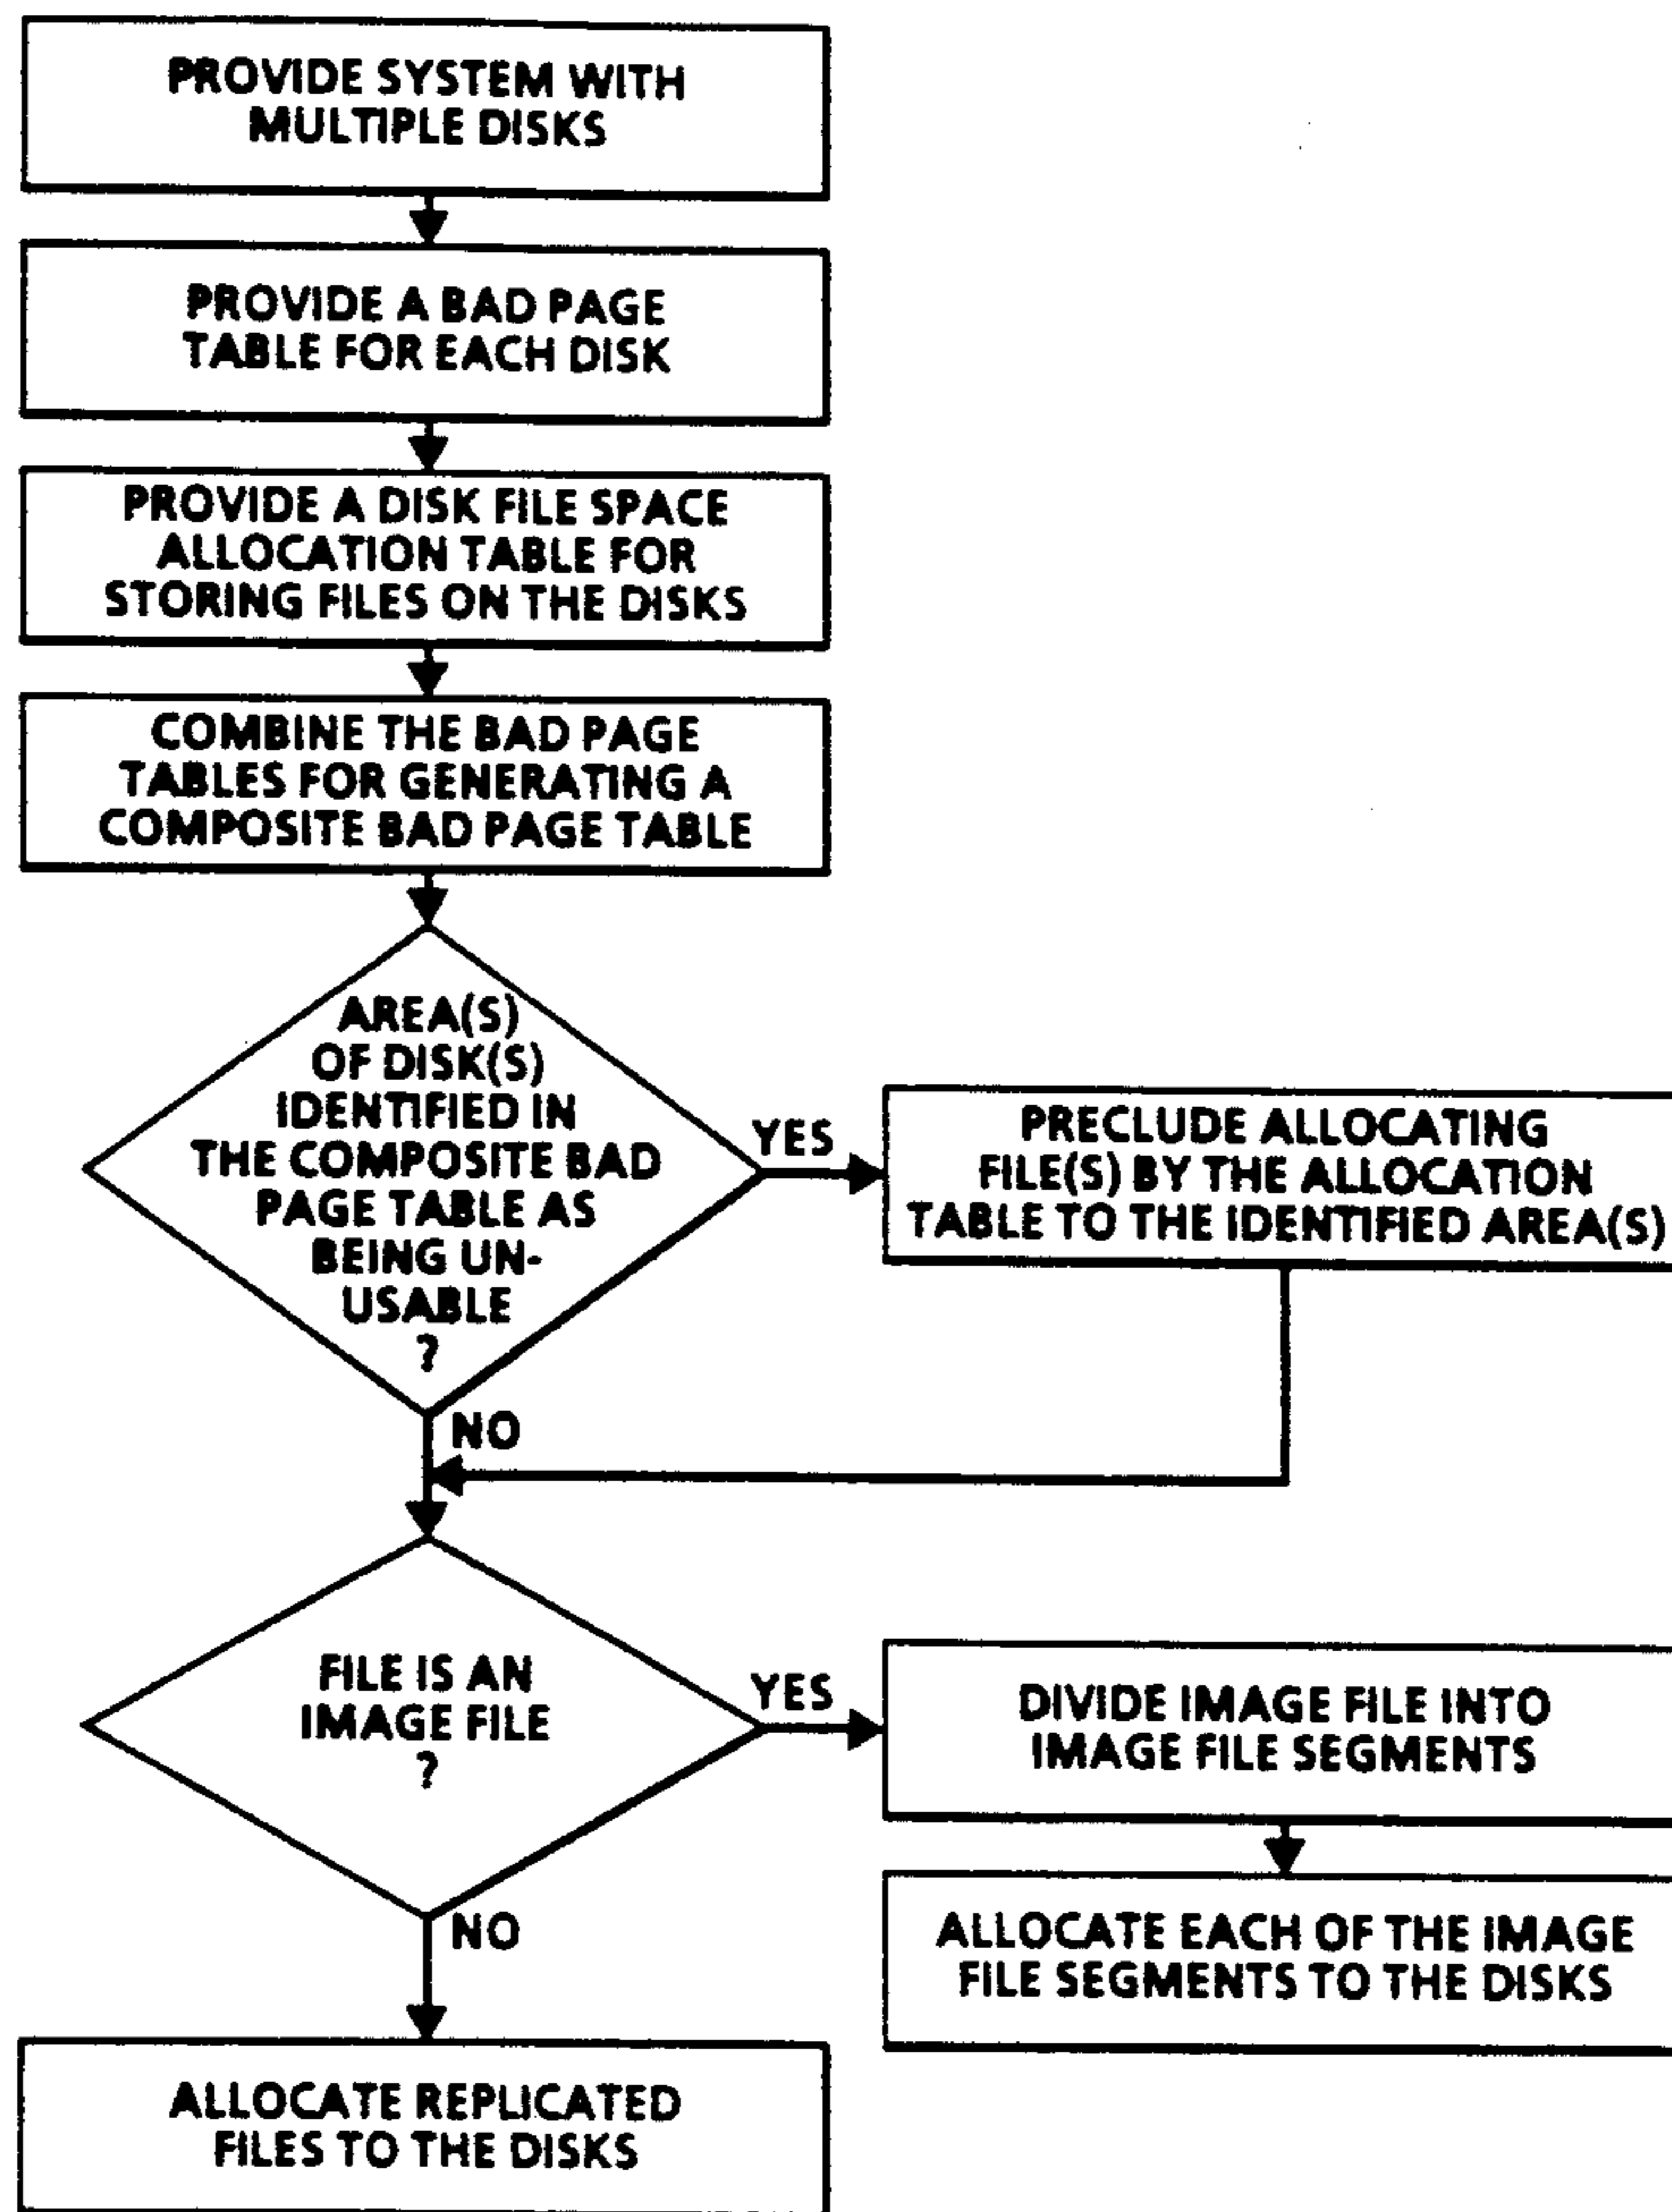 PROVIDE SYSTEM WITH
MULTIPLE DISKS
PROVIDE A BAD PAGE
TABLE FOR EACH DISK
PROVIDE A DISK FILE SPACE
ALLOCATION TABLE FOR
STORING FILES ON THE DISKS
COMBINE THE BAD PAGE
TABLES FOR GENERATING A
COMPOSITE BAD PAGE TABLE
AREA(S)
OF DISK(S)
IDENTIFIED IN
THE COMPOSITE BAD
PAGE TABLE AS
BEING UN-
USABLE
?
YES
PRECLUDE ALLOCATING
FILE(S) BY THE ALLOCATION
TABLE TO THE IDENTIFIED AREA(S)
NO
FILE IS AN
IMAGE FILE
?
YES
DIVIDE IMAGE FILE INTO
IMAGE FILE SEGMENTS
ALLOCATE EACH OF THE IMAGE
FILE SEGMENTS TO THE DISKS
NO
ALLOCATE REPLICATED
FILES TO THE DISKS